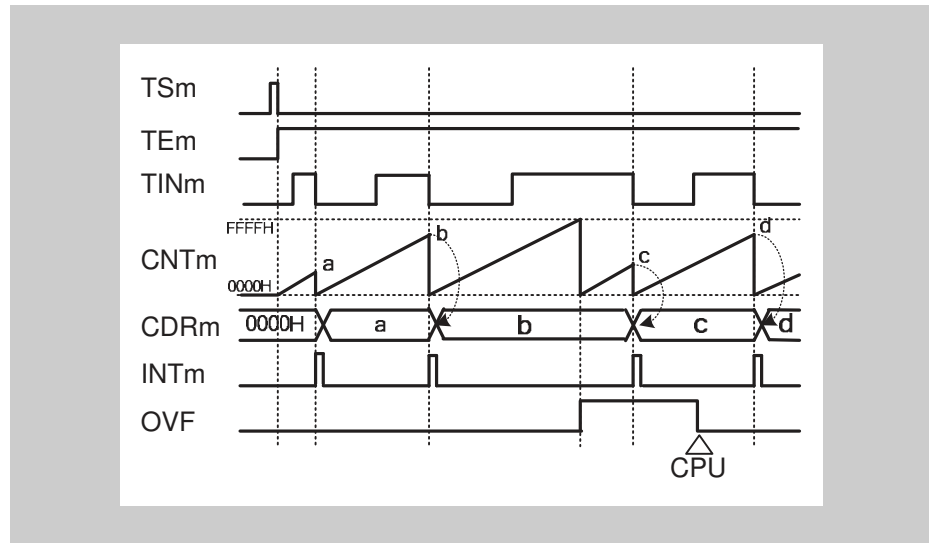 TSm
TEm
TINm
FFFFH
b
d
CNTm
a
c
0000H
CDRm
0000H a b c d
INTm
OVF
CPU